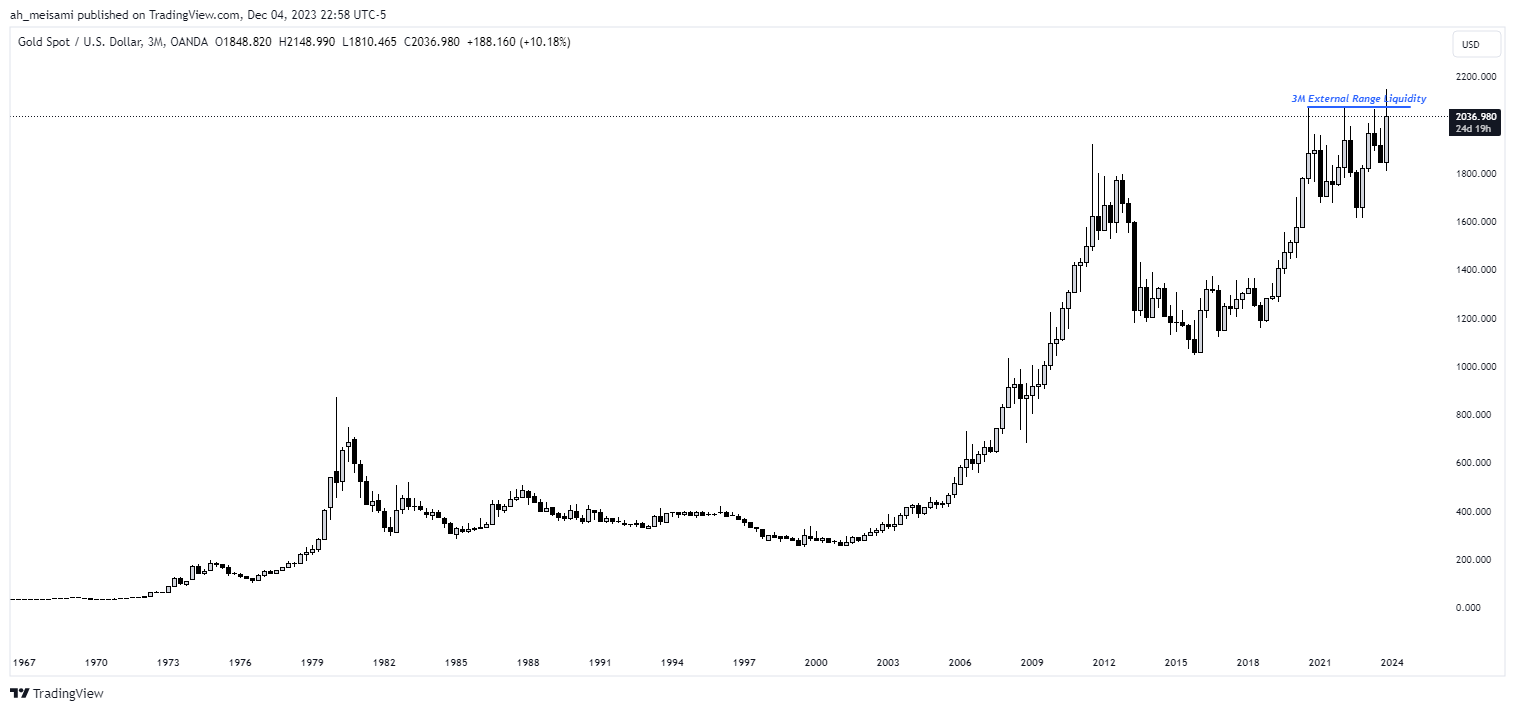 ah_meisami published on TradingView.com, Dec 04, 2023 22:58 UTC-5
Gold Spot / U.S. Dollar, 3M, OANDA O1848.820 H2148.990 L1810.465 C2036.980 +188.160 (+10.18%)
USD
2200.000
3M External Range Liquidity
2036.980
24d 19h
1800.000
1600.000
1400.000
1200.000
1000.000
800.000
600.000
400.000
200.000
0.000
1967 1970 1973 1976 1979 1982 1985 1988 1991 1994 1997 2000 2003 2006 2009 2012 2015 2018 2021 2024
TradingView